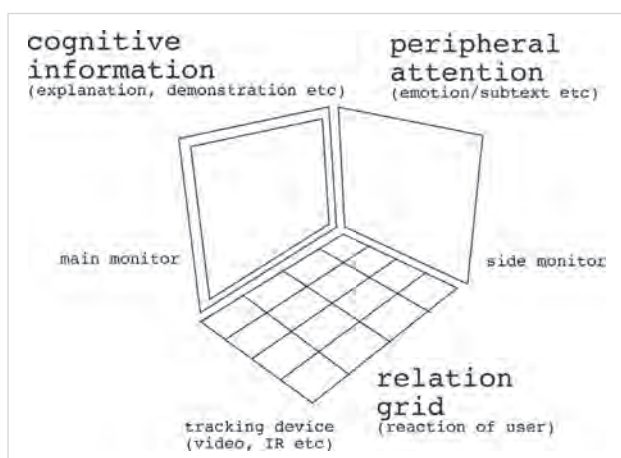 cognitive
information
(explanation, demonstration etc)
peripheral
attention
(emotion/subtext etc)
main monitor
side monitor
relation
grid
(reaction of user)
tracking device
(video, IR etc)